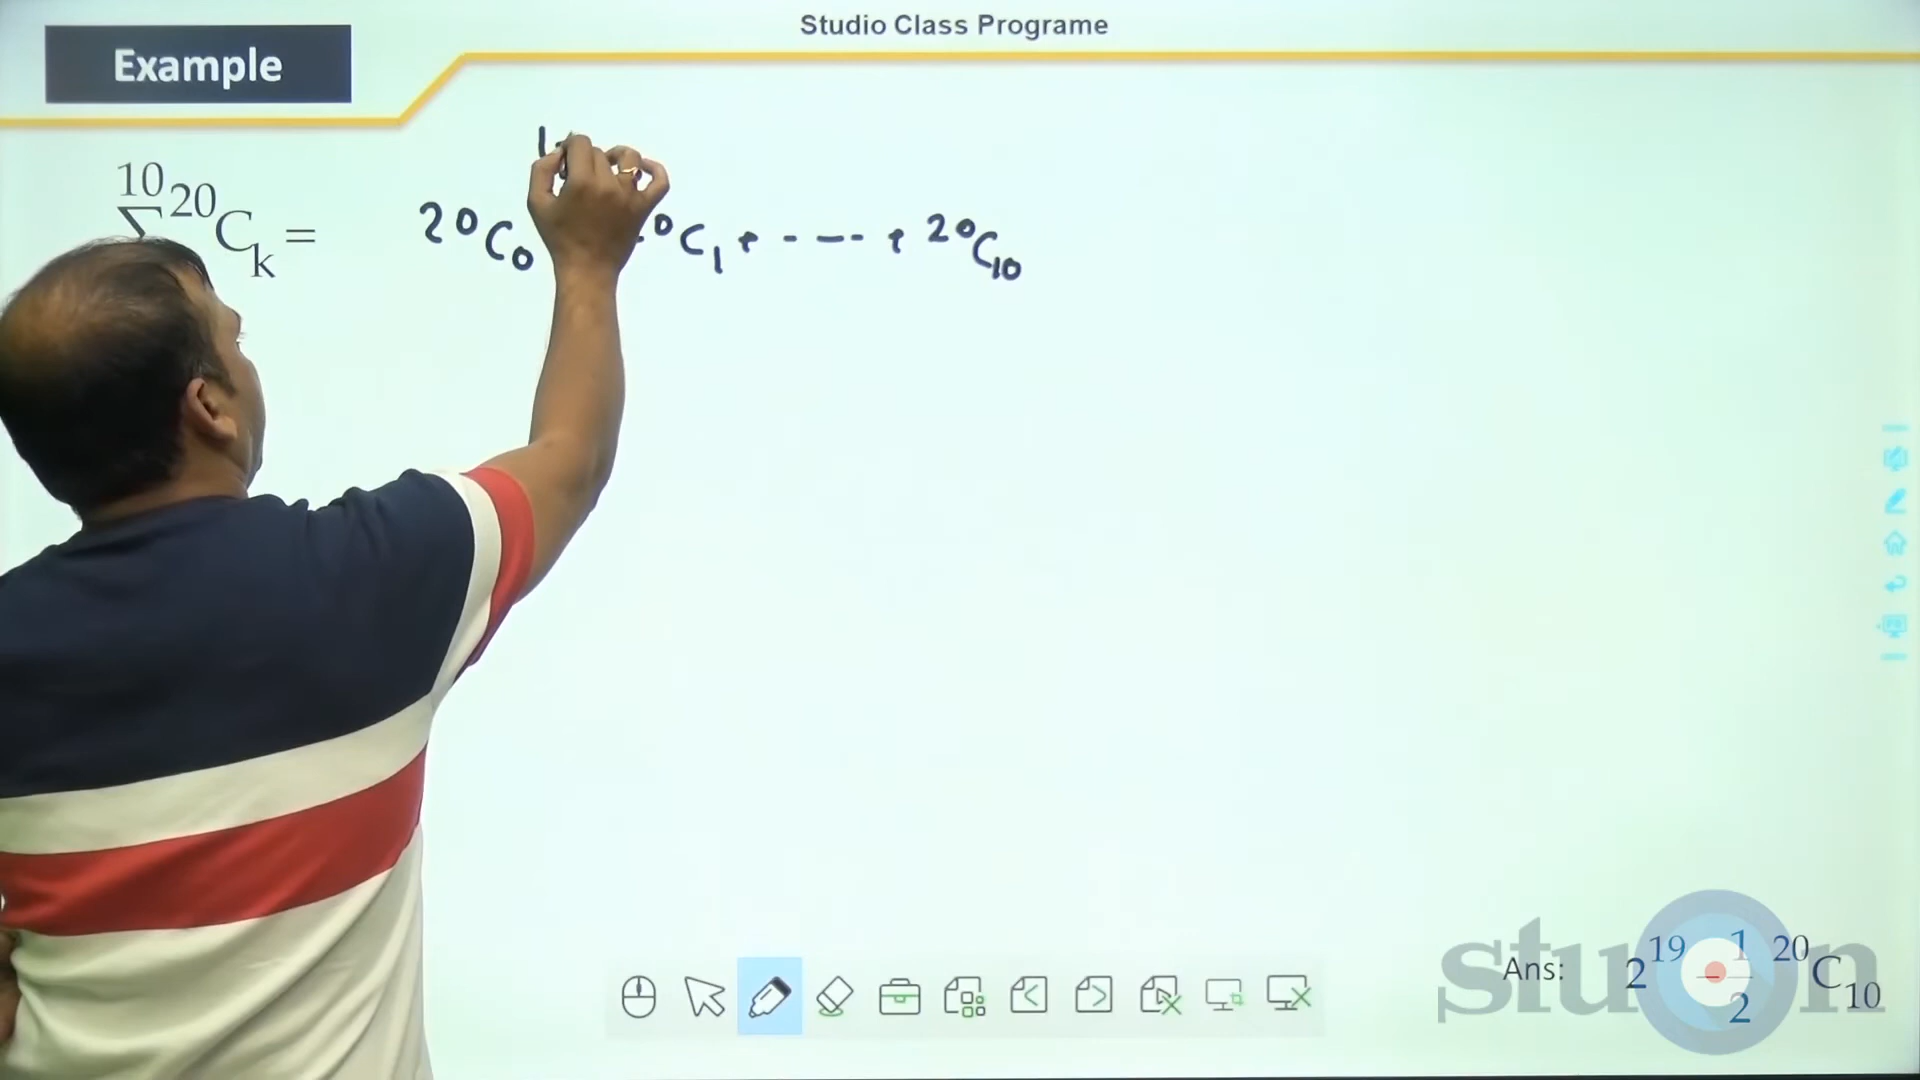 Studio Class Programe
Example
10 20Ck = 20C0 20C1 + - --- + 20C10
Ans: 2^19 - 1/2 20C10